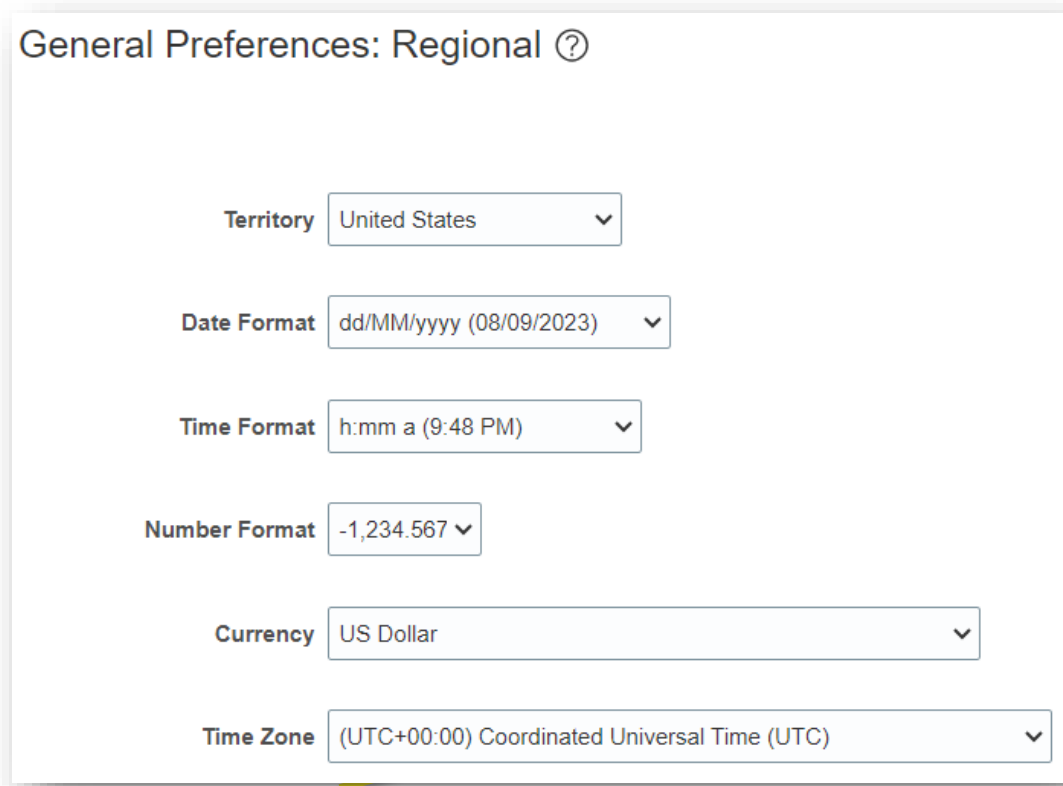 General Preferences: Regional ?
Territory United States
Date Format dd/MM/yyyy (08/09/2023)
Time Format h:mm a (9:48 PM)
Number Format -1,234.567
Currency US Dollar
Time Zone (UTC+00:00) Coordinated Universal Time (UTC)